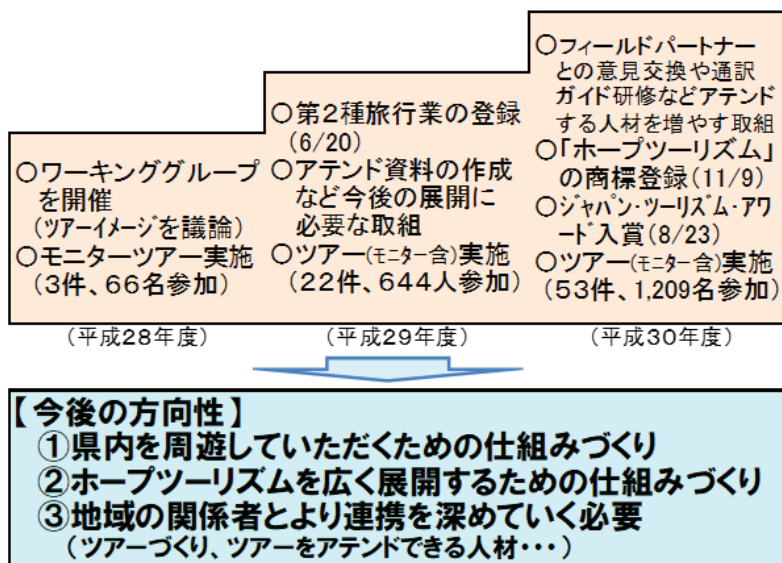 ○ワーキンググループ
を開催
(ツアーイメージを議論)
○モニターツアー実施
(3件、66名参加)
(平成28年度)
○第2種旅行業の登録
(6/20)
○アテンド資料の作成
など今後の展開に
必要な取組
○ツアー(モニター含)実施
(22件、644人参加)
(平成29年度)
○フィールドパートナー
との意見交換や通訳
ガイド研修などアテンド
する人材を増やす取組
○「ホープツーリズム」
の商標登録(11/9)
○ジャパン・ツーリズム・アワ
ード入賞(8/23)
○ツアー(モニター含)実施
(53件、1,209名参加)
(平成30年度)
【今後の方向性】
①県内を周遊していただくための仕組みづくり
②ホープツーリズムを広く展開するための仕組みづくり
③地域の関係者とより連携を深めていく必要
(ツアーづくり、ツアーをアテンドできる人材・・・)